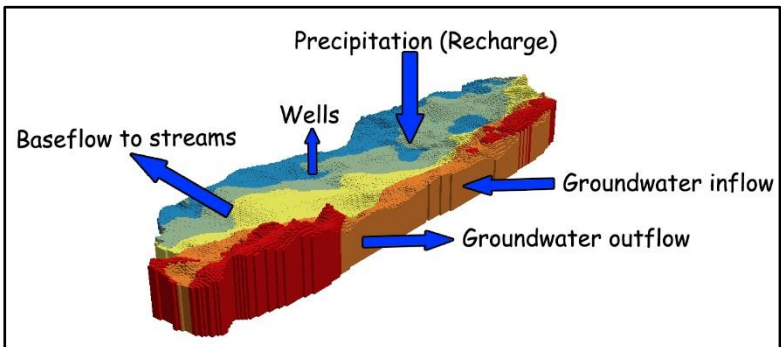 Precipitation (Recharge)
Wells
Baseflow to streams
Groundwater inflow
Groundwater outflow